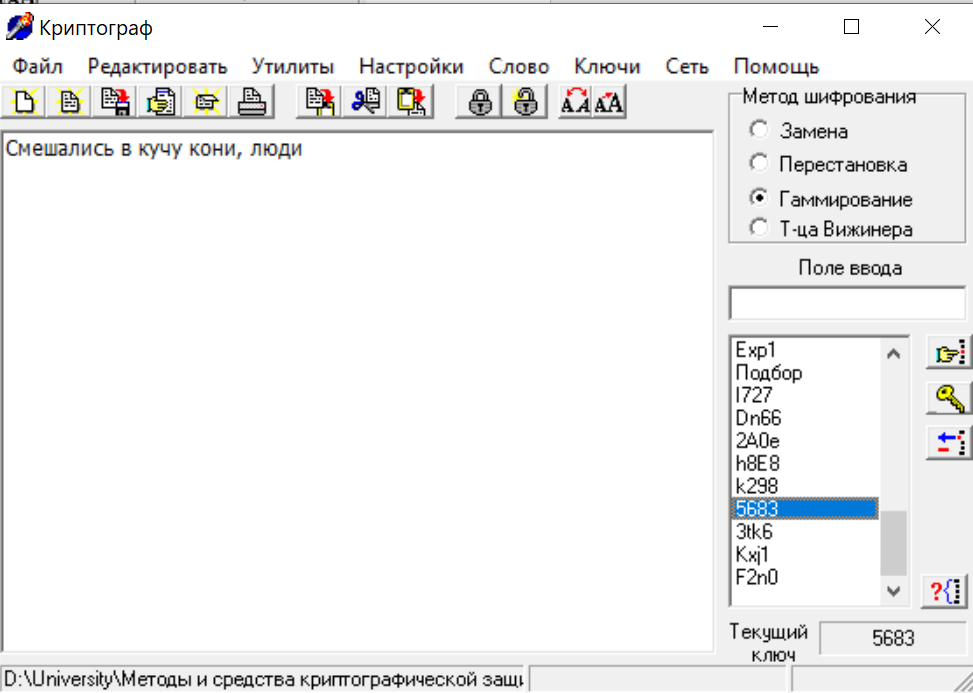 Криптограф
Файл Редактировать Утилиты Настройки Слово Ключи Сеть Помощь
Смешались в кучу кони, люди
Метод шифрования
Замена
Перестановка
Гаммирование
Т-ца Вижинера
Поле ввода
Exp1
Подбор
I727
Dn66
2A0e
h8E8
k298
5683
3tk6
Kxj1
F2n0
Текущий
ключ
5683
D:\University\Методы и средства криптографической защи